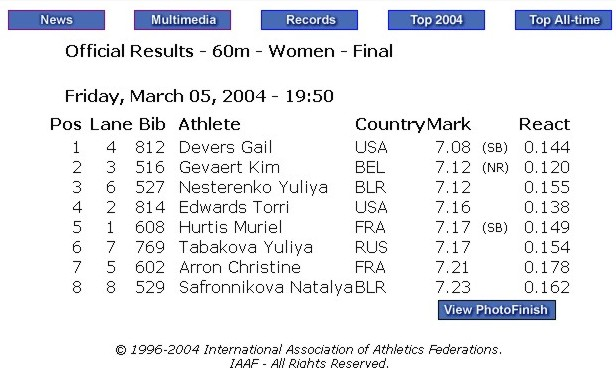 News Multimedia Records Top 2004 Top All-time
Official Results - 60m - Women - Final
Friday, March 05, 2004 - 19:50
Pos Lane Bib Athlete Country Mark React
1 4 812 Devers Gail USA 7.08 (SB) 0.144
2 3 516 Gevaert Kim BEL 7.12 (NR) 0.120
3 6 527 Nesterenko Yuliya BLR 7.12 0.155
4 2 814 Edwards Torri USA 7.16 0.138
5 1 608 Hurtis Muriel FRA 7.17 (SB) 0.149
6 7 769 Tabakova Yuliya RUS 7.17 0.154
7 5 602 Arron Christine FRA 7.21 0.178
8 8 529 Safronnikova Natalya BLR 7.23 0.162
View PhotoFinish
© 1996-2004 International Association of Athletics Federations.
IAAF - All Rights Reserved.